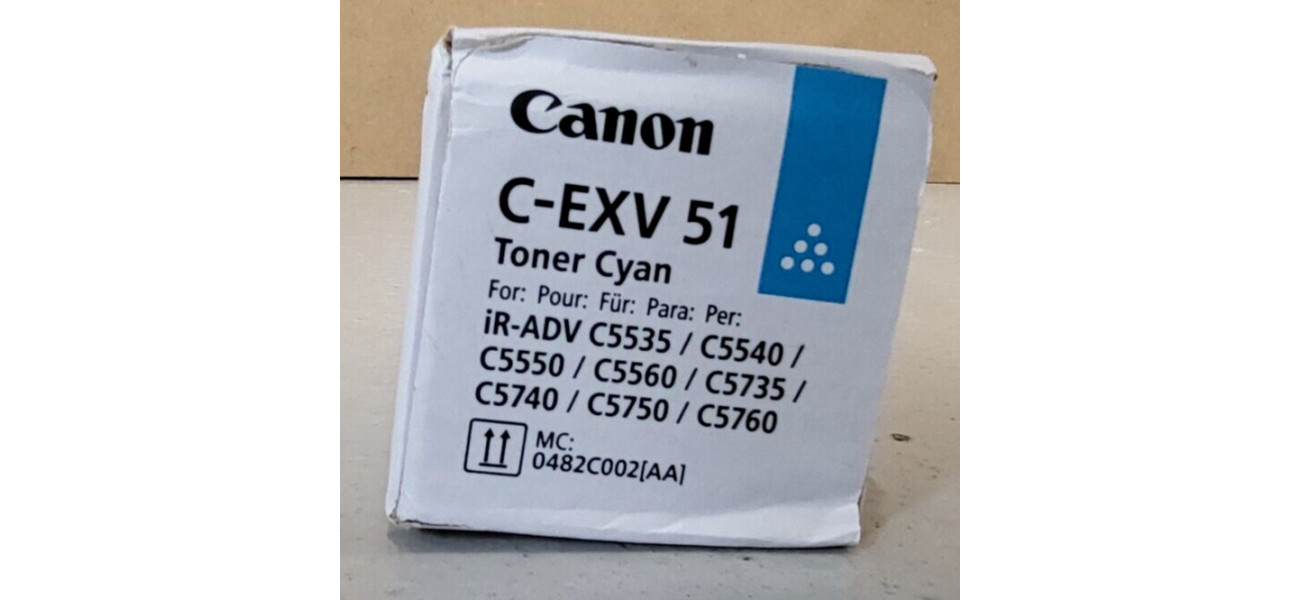 Canon
C-EXV 51
Toner Cyan
For: Pour: Für: Para: Per:
iR-ADV C5535 / C5540 /
C5550 / C5560 / C5735 /
C5740 / C5750 / C5760
MC:
0482C002[AA]